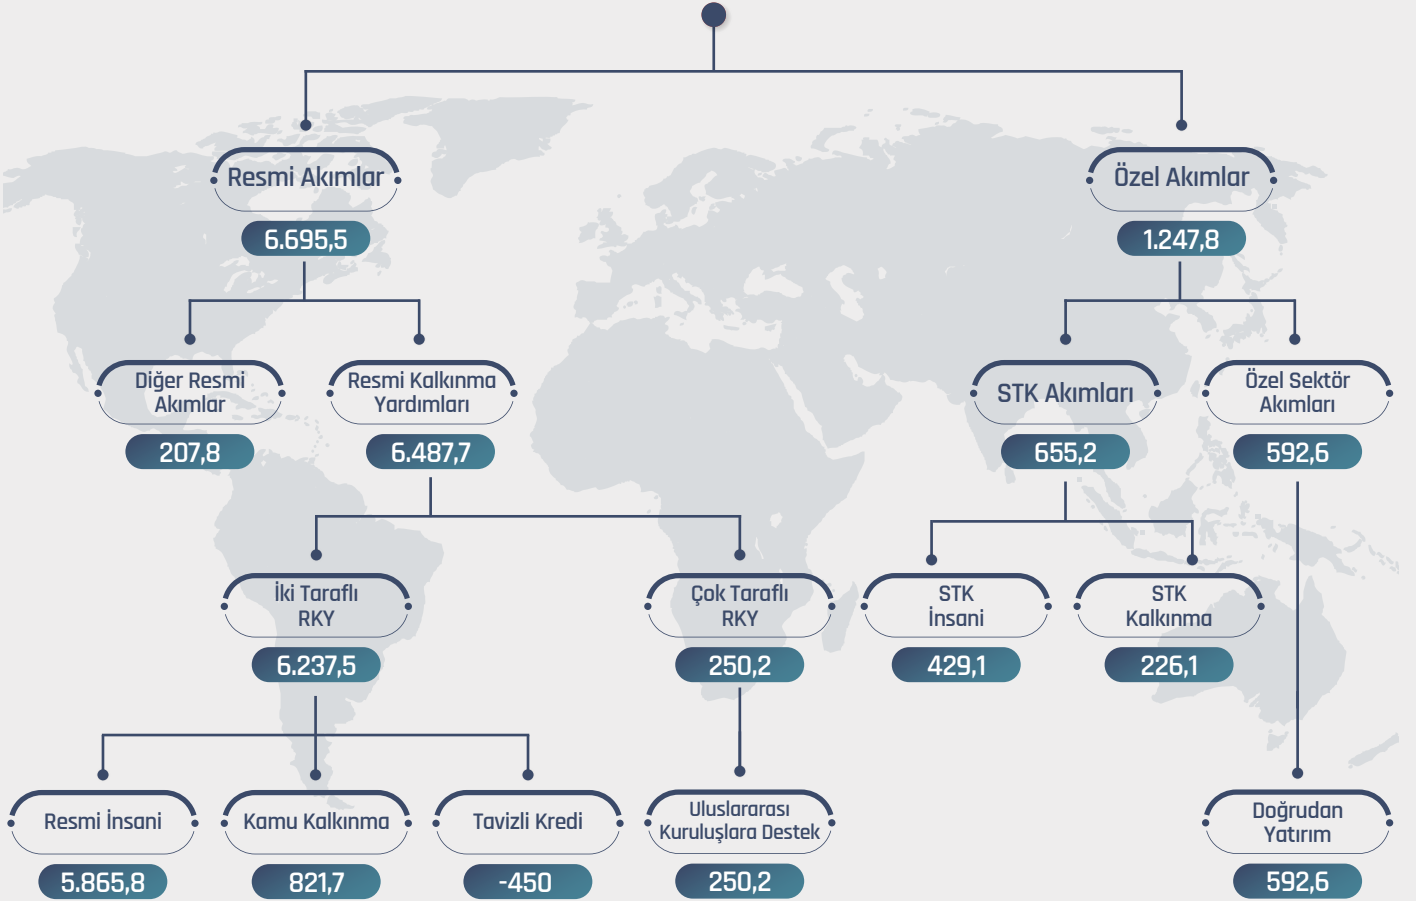 Resmi Akımlar
6.695,5
Özel Akımlar
1.247,8
Diğer Resmi
Akımlar
207,8
Resmi Kalkınma
Yardımları
6.487,7
STK Akımları
655,2
Özel Sektör
Akımları
592,6
İki Taraflı
RKY
6.237,5
Çok Taraflı
RKY
250,2
STK
İnsani
429,1
STK
Kalkınma
226,1
Resmi İnsani
5.865,8
Kamu Kalkınma
821,7
Tavizli Kredi
-450
Uluslararası
Kuruluşlara Destek
250,2
Doğrudan
Yatırım
592,6